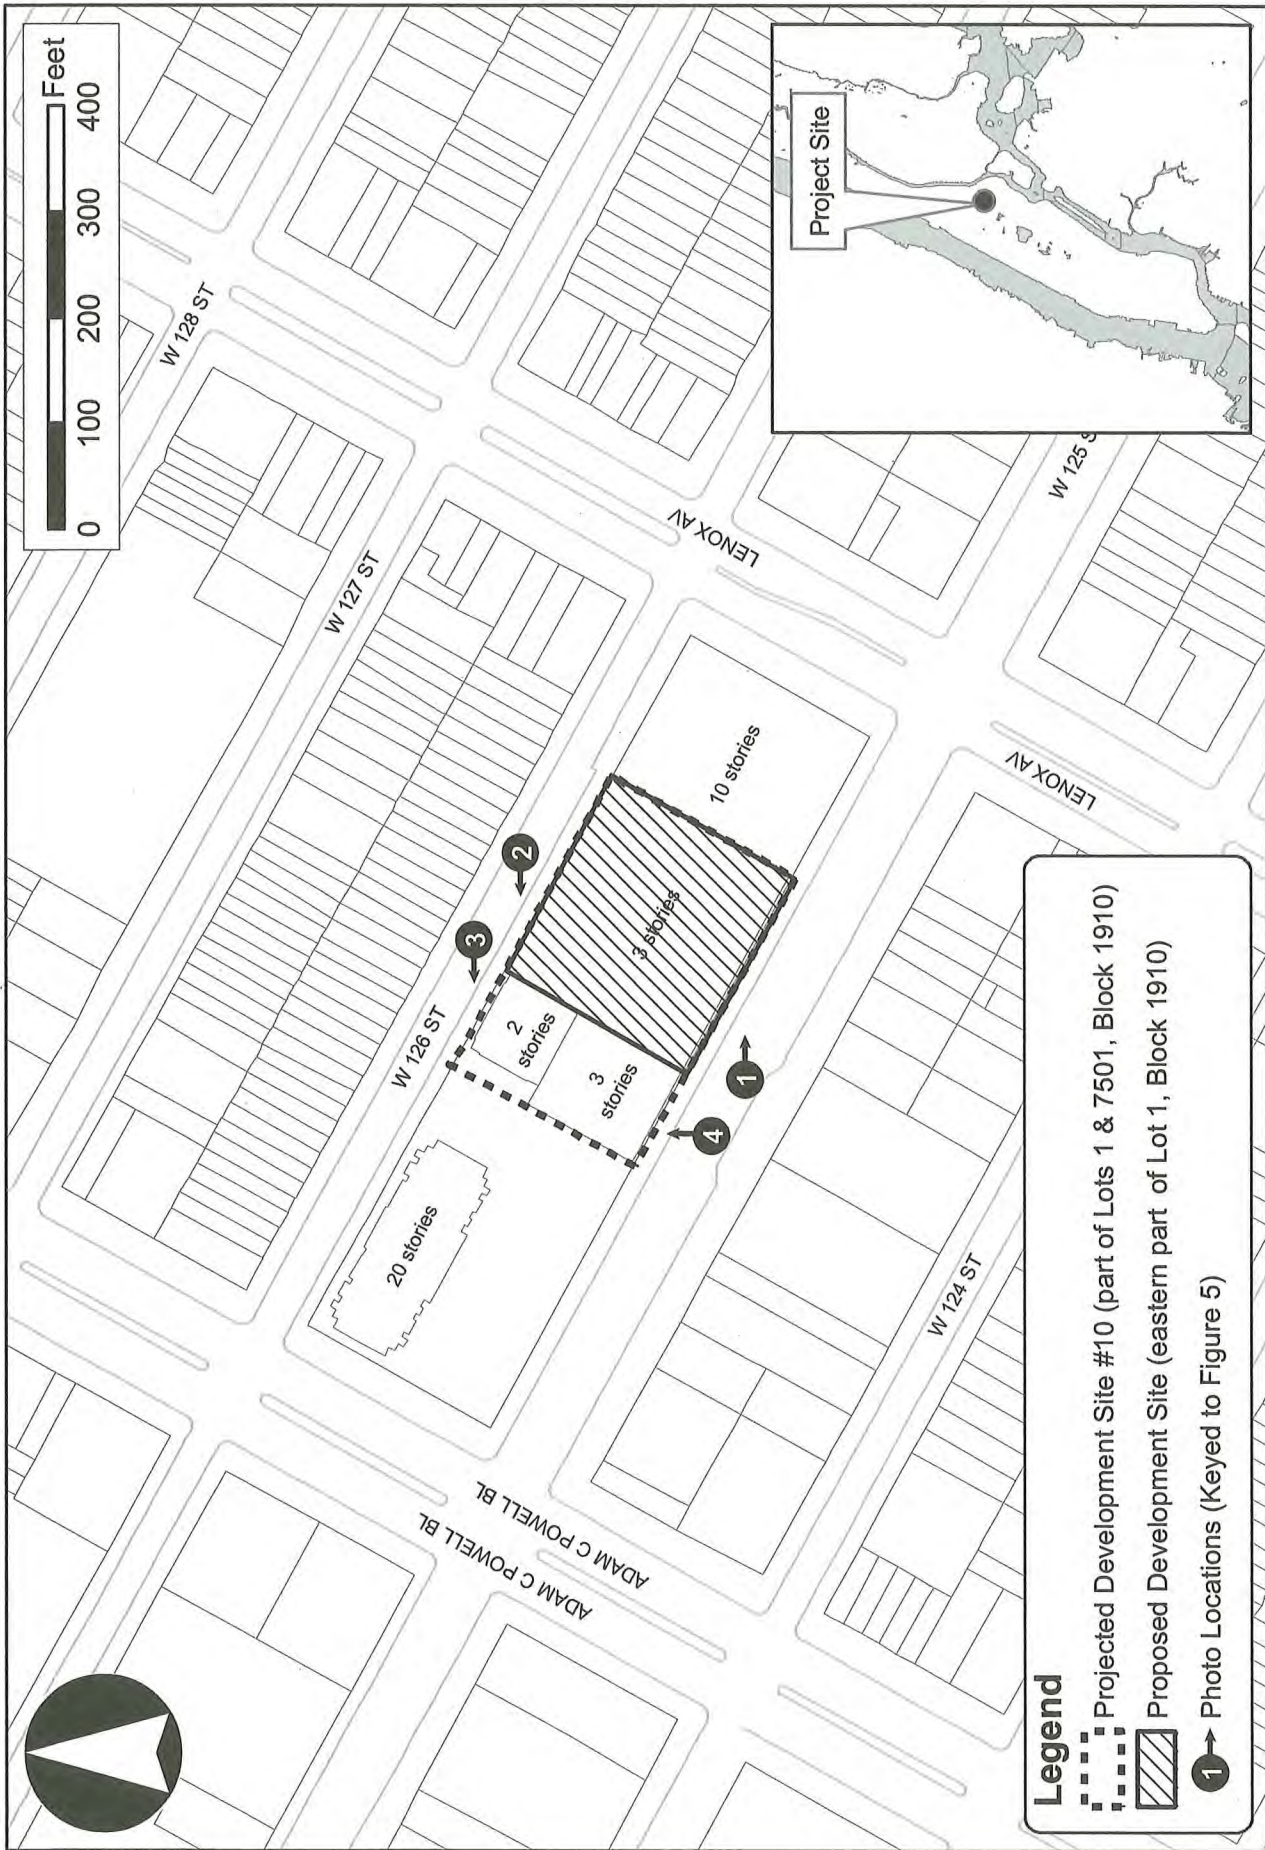 Feet
0 100 200 300 400
W 128 ST
W 127 ST
LENOX AV
W 126 ST
Project Site
W 125 S
20 stories
2
stories
3
stories
3 stories
10 stories
3
2
4
1
LENOX AV
ADAM C POWELL BL
ADAM C POWELL BL
W 124 ST
Legend
Projected Development Site #10 (part of Lots 1 & 7501, Block 1910)
Proposed Development Site (eastern part of Lot 1, Block 1910)
1 Photo Locations (Keyed to Figure 5)